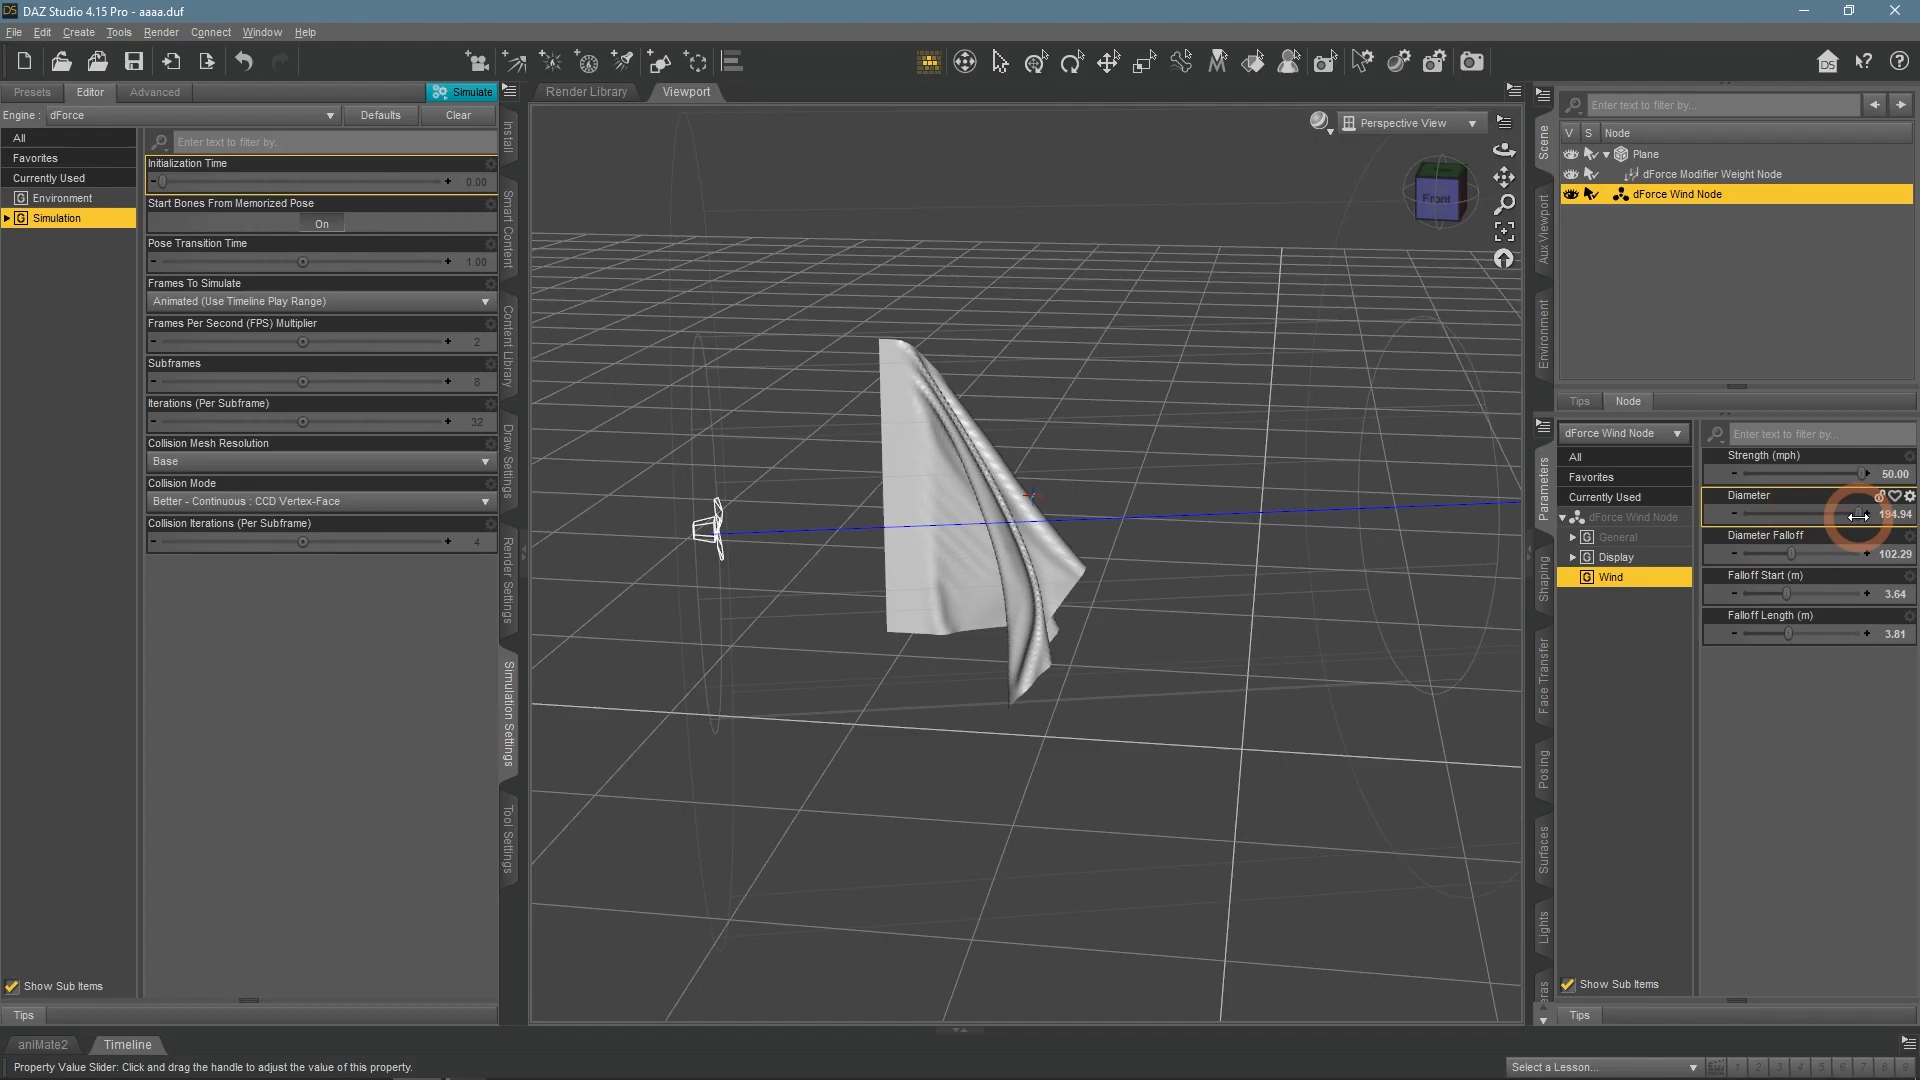 DAZ Studio 4.15 Pro - aaaa.duf
File Edit Create Tools Render Connect Window Help
Presets Editor Advanced Simulate
Engine : dForce Defaults Clear
All
Favorites
Currently Used
Environment
Simulation
Enter text to filter by...
Initialization Time
0.00
Start Bones From Memorized Pose
On
Pose Transition Time
1.00
Frames To Simulate
Animated (Use Timeline Play Range)
Frames Per Second (FPS) Multiplier
2
Subframes
8
Iterations (Per Subframe)
32
Collision Mesh Resolution
Base
Collision Mode
Better - Continuous : CCD Vertex-Face
Collision Iterations (Per Subframe)
4
Show Sub Items
Tips
Install
Smart Content
Content Library
Draw Settings
Render Settings
Simulation Settings
Tool Settings
Render Library Viewport
Perspective View
Front
Scene
Aux Viewport
Environment
Enter text to filter by...
V S Node
Plane
dForce Modifier Weight Node
dForce Wind Node
Tips Node
Parameters
Shaping
Face Transfer
Posing
Surfaces
Lights
eras
dForce Wind Node
All
Favorites
Currently Used
dForce Wind Node
General
Display
Wind
Enter text to filter by...
Strength (mph)
50.00
Diameter
194.94
Diameter Falloff
102.29
Falloff Start (m)
3.64
Falloff Length (m)
3.81
Show Sub Items
Tips
aniMate2 Timeline
Property Value Slider: Click and drag the handle to adjust the value of this property.
Select a Lesson... 1 2 3 4 5 6 7 8 9